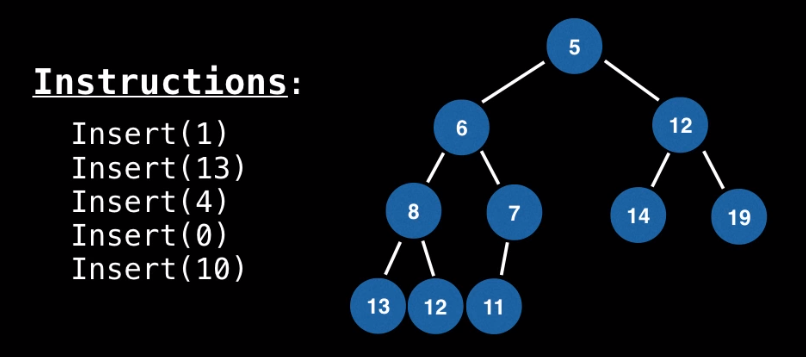 Instructions:
Insert(1)
Insert(13)
Insert(4)
Insert(0)
Insert(10)
5
6 12
8 7 14 19
13 12 11